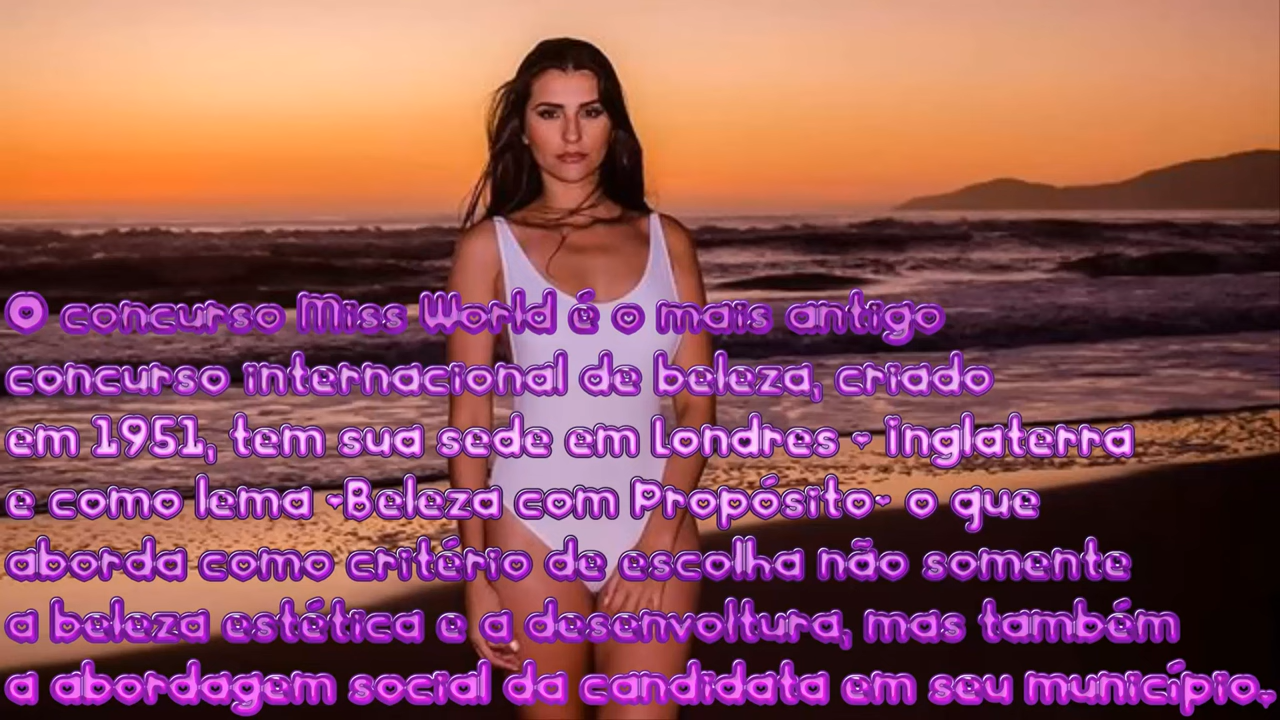 O concurso Miss World é o mais antigo
concurso internacional de beleza, criado
em 1951, tem sua sede em Londres - Inglaterra
e como lema "Beleza com Propósito" o que
aborda como critério de escolha não somente
a beleza estética e a desenvoltura, mas também
a abordagem social da candidata em seu município.